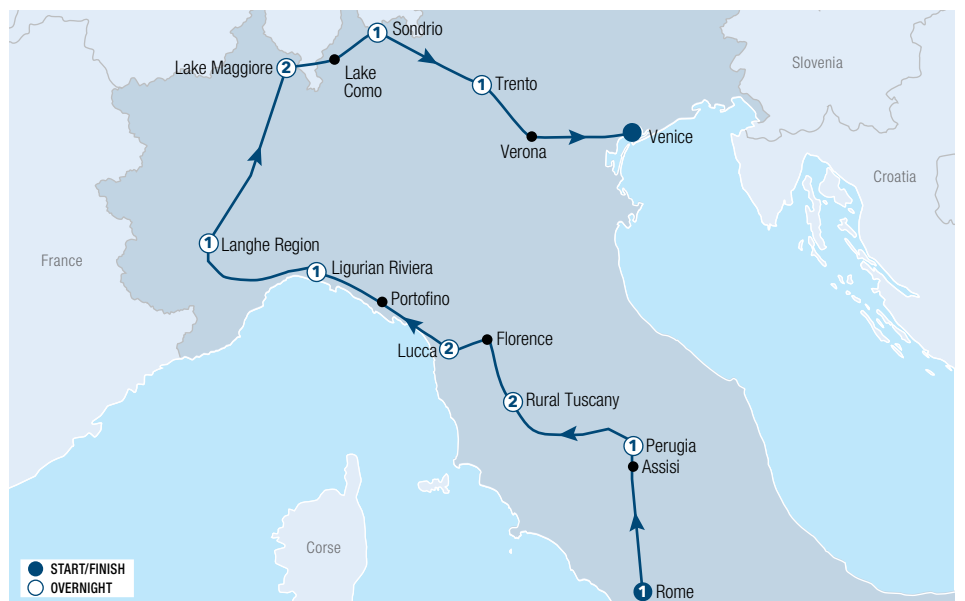 1 Sondrio
Slovenia
Lake Maggiore 2
Lake
Como
1 Trento
Venice
Verona
Croatia
France
1 Langhe Region
1 Ligurian Riviera
Portofino
Florence
Lucca 2
2 Rural Tuscany
1 Perugia
Assisi
Corse
START/FINISH
OVERNIGHT
1 Rome